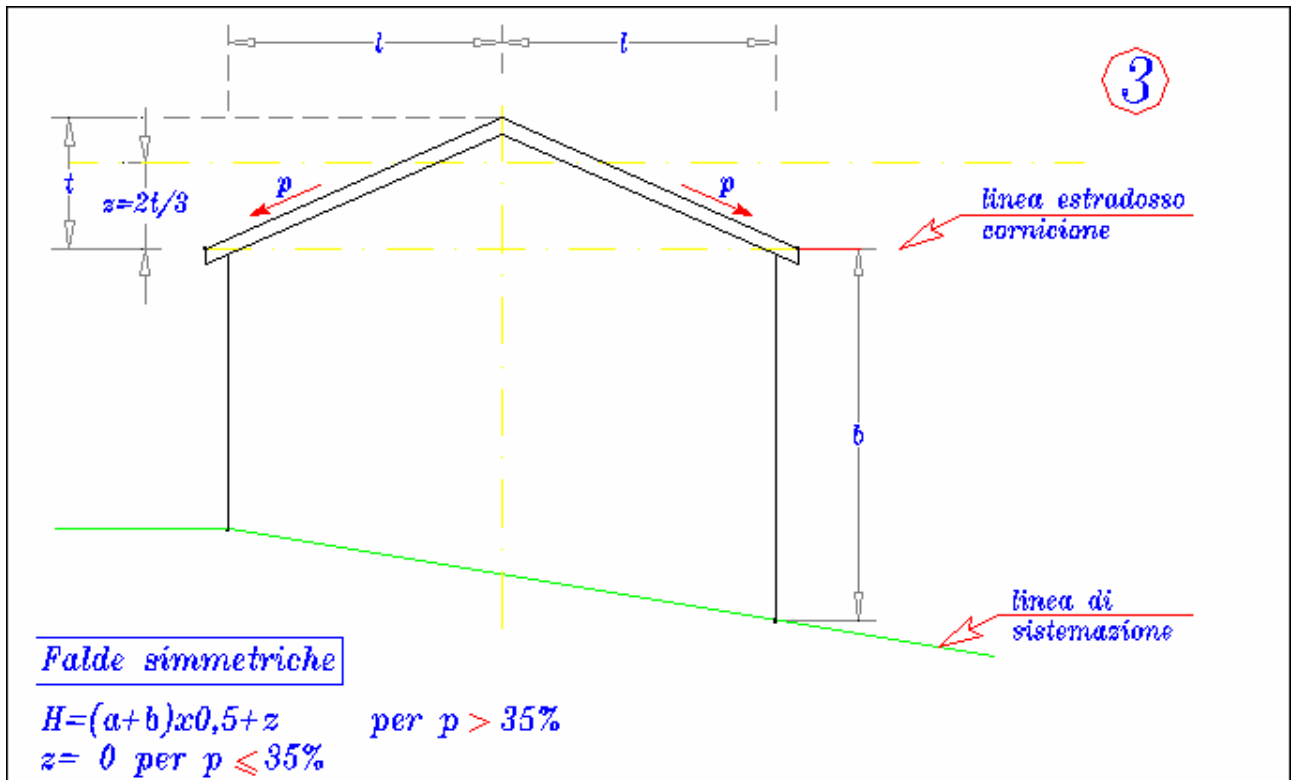 l l
3
t
z=2t/3
p p
linea estradosso
cornicione
b
linea di
sistemazione
Falde simmetriche
H=(a+b)x0,5+z per p > 35%
z= 0 per p ⩽ 35%